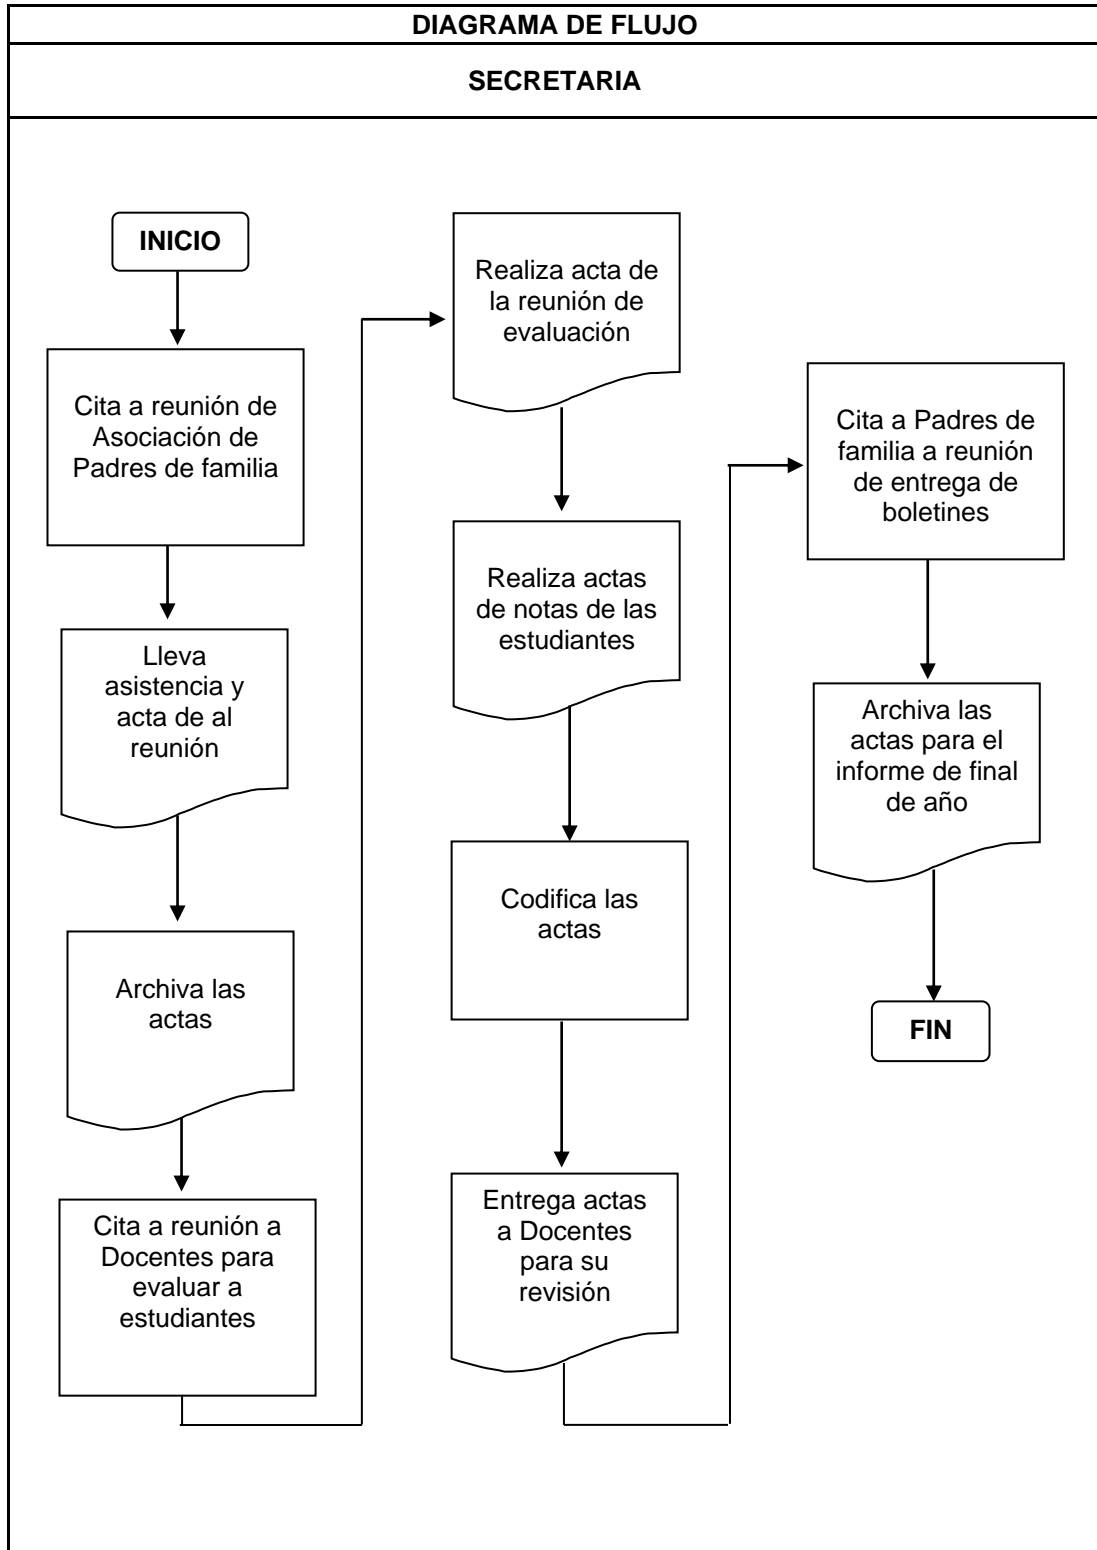 DIAGRAMA DE FLUJO
SECRETARIA
INICIO
Cita a reunión de
Asociación de
Padres de familia
Lleva
asistencia y
acta de al
reunión
Archiva las
actas
Cita a reunión a
Docentes para
evaluar a
estudiantes
Realiza acta de
la reunión de
evaluación
Realiza actas
de notas de las
estudiantes
Codifica las
actas
Entrega actas
a Docentes
para su
revisión
Cita a Padres de
familia a reunión
de entrega de
boletines
Archiva las
actas para el
informe de final
de año
FIN